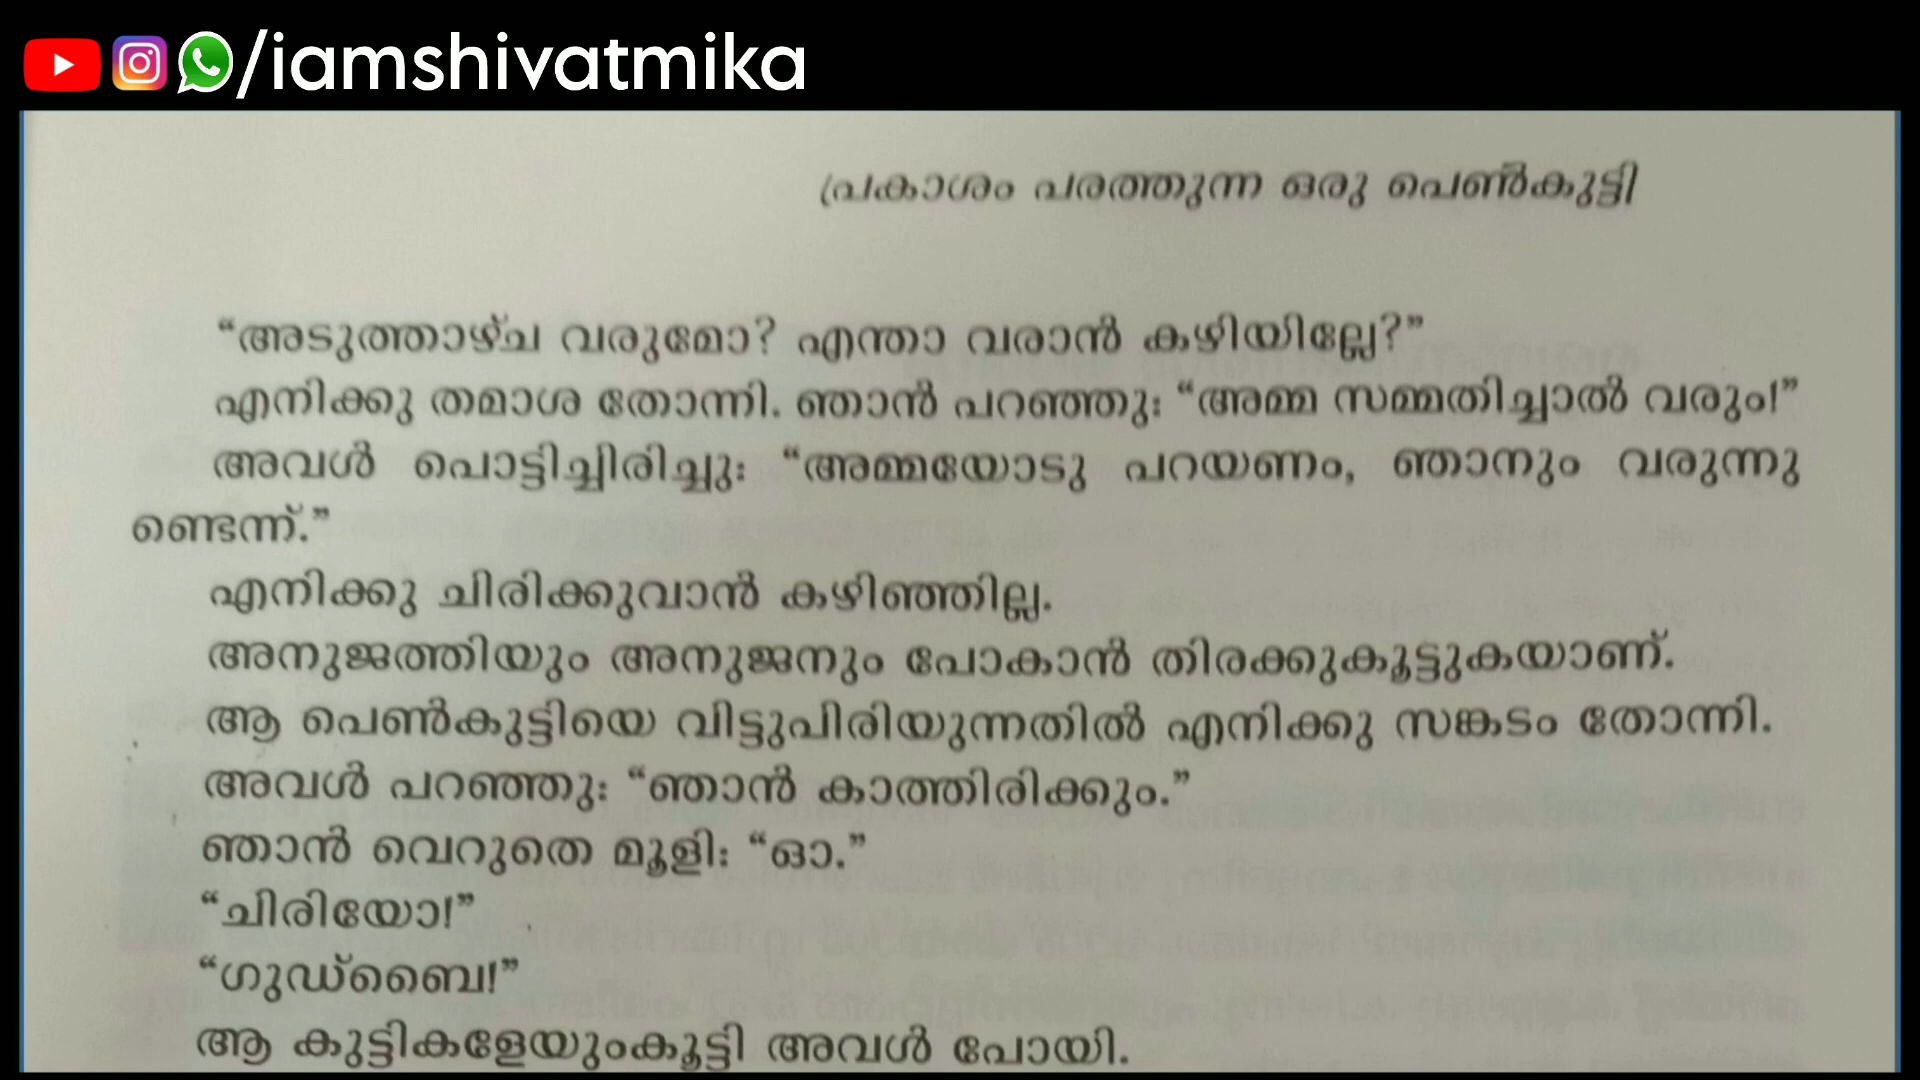 /iamshivatmika
പ്രകാശം പരത്തുന്ന ഒരു പെൺകുട്ടി
“അടുത്താഴ്ച വരുമോ? എന്താ വരാൻ കഴിയില്ലേ?”
എനിക്കു തമാശ തോന്നി. ഞാൻ പറഞ്ഞു: “അമ്മ സമ്മതിച്ചാൽ വരും!”
അവൾ പൊട്ടിച്ചിരിച്ചു: “അമ്മയോടു പറയണം, ഞാനും വരുന്നു
ണ്ടെന്ന്.”
എനിക്കു ചിരിക്കുവാൻ കഴിഞ്ഞില്ല.
അനുജത്തിയും അനുജനും പോകാൻ തിരക്കുകൂട്ടുകയാണ്.
ആ പെൺകുട്ടിയെ വിട്ടുപിരിയുന്നതിൽ എനിക്കു സങ്കടം തോന്നി.
അവൾ പറഞ്ഞു: “ഞാൻ കാത്തിരിക്കും.”
ഞാൻ വെറുതെ മൂളി: “ഓ.”
“ചിരിയോ!”
“ഗുഡ്ബൈ!”
ആ കുട്ടികളേയുംകൂട്ടി അവൾ പോയി.